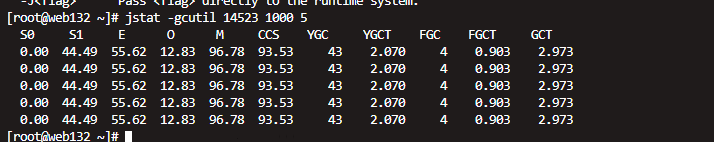 -J<flag>      Pass <flag> directly to the runtime system.
[root@web132 ~]# jstat -gcutil 14523 1000 5
  S0     S1     E      O      M     CCS    YGC     YGCT    FGC    FGCT     GCT
  0.00  44.49  55.62  12.83  96.78  93.53     43    2.070     4    0.903    2.973
  0.00  44.49  55.62  12.83  96.78  93.53     43    2.070     4    0.903    2.973
  0.00  44.49  55.62  12.83  96.78  93.53     43    2.070     4    0.903    2.973
  0.00  44.49  55.62  12.83  96.78  93.53     43    2.070     4    0.903    2.973
  0.00  44.49  55.62  12.83  96.78  93.53     43    2.070     4    0.903    2.973
[root@web132 ~]#